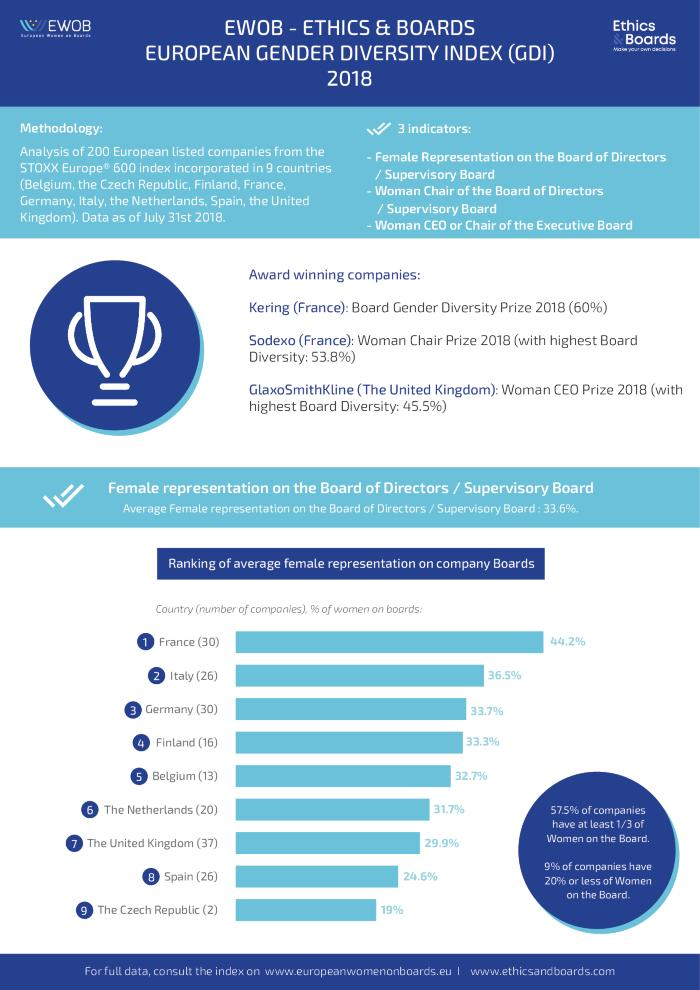 EWOB
European Women on Boards
EWOB - ETHICS & BOARDS
EUROPEAN GENDER DIVERSITY INDEX (GDI)
2018
Ethics
&Boards
Make your own decisions
Methodology:
Analysis of 200 European listed companies from the
STOXX Europe® 600 index incorporated in 9 countries
(Belgium, the Czech Republic, Finland, France,
Germany, Italy, the Netherlands, Spain, the United
Kingdom). Data as of July 31st 2018.
3 indicators:
- Female Representation on the Board of Directors
/ Supervisory Board
- Woman Chair of the Board of Directors
/ Supervisory Board
- Woman CEO or Chair of the Executive Board
Award winning companies:
Kering (France): Board Gender Diversity Prize 2018 (60%)
Sodexo (France): Woman Chair Prize 2018 (with highest Board
Diversity: 53.8%)
GlaxoSmithKline (The United Kingdom): Woman CEO Prize 2018 (with
highest Board Diversity: 45.5%)
Female representation on the Board of Directors / Supervisory Board
Average Female representation on the Board of Directors / Supervisory Board : 33.6%.
Ranking of average female representation on company Boards
Country (number of companies), % of women on boards:
1 France (30) 44.2%
2 Italy (26) 36.5%
3 Germany (30) 33.7%
4 Finland (16) 33.3%
5 Belgium (13) 32.7%
6 The Netherlands (20) 31.7%
7 The United Kingdom (37) 29.9%
8 Spain (26) 24.6%
9 The Czech Republic (2) 19%
57.5% of companies
have at least 1/3 of
Women on the Board.
9% of companies have
20% or less of Women
on the Board.
For full data, consult the index on www.europeanwomenonboards.eu | www.ethicsandboards.com